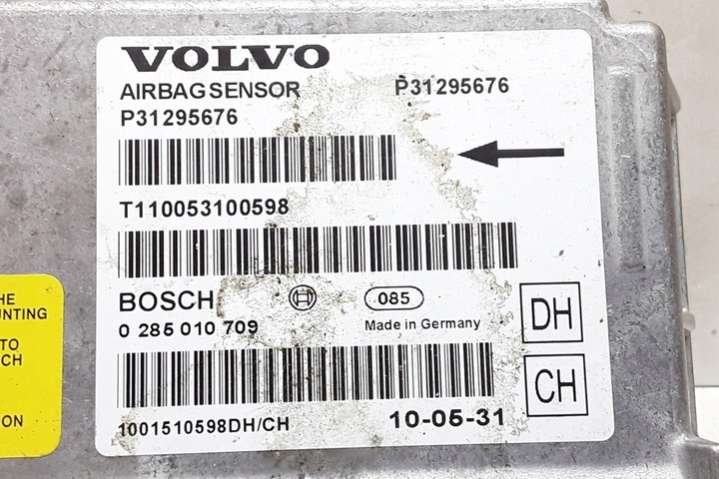 VOLVO
AIRBAG SENSOR P31295676
P31295676
T110053100598
BOSCH 085
0 285 010 709 Made in Germany
DH
CH
1001510598DH/CH 10-05-31
HE
UNTING
TO
CH
ON